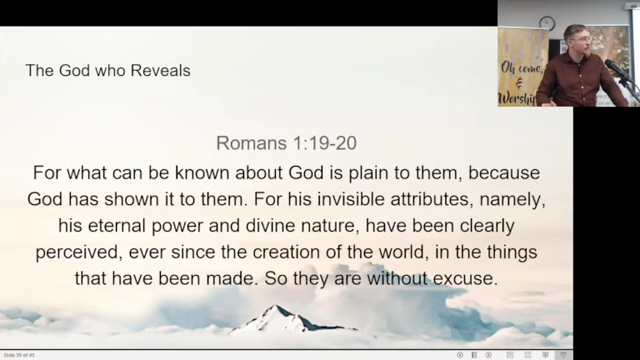 The God who Reveals
Romans 1:19-20
For what can be known about God is plain to them, because
God has shown it to them. For his invisible attributes, namely,
his eternal power and divine nature, have been clearly
perceived, ever since the creation of the world, in the things
that have been made. So they are without excuse.
Oh come,
&
Worship